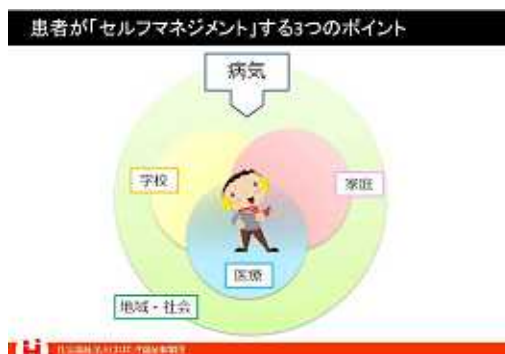 患者が「セルフマネジメント」する3つのポイント
病気
学校
家庭
医療
地域・社会